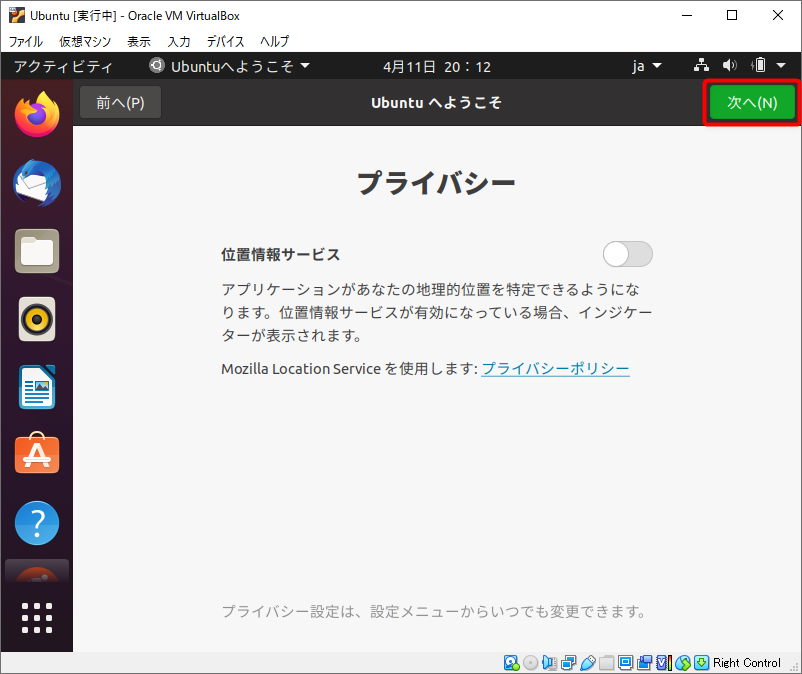 Ubuntu [実行中] - Oracle VM VirtualBox
ファイル 仮想マシン 表示 入力 デバイス ヘルプ
アクティビティ Ubuntuへようこそ 4月11日 20：12 ja
前へ(P) Ubuntu へようこそ 次へ(N)
プライバシー
位置情報サービス
アプリケーションがあなたの地理的位置を特定できるようにな
ります。位置情報サービスが有効になっている場合、インジケー
ターが表示されます。
Mozilla Location Service を使用します: プライバシーポリシー
プライバシー設定は、設定メニューからいつでも変更できます。
Right Control